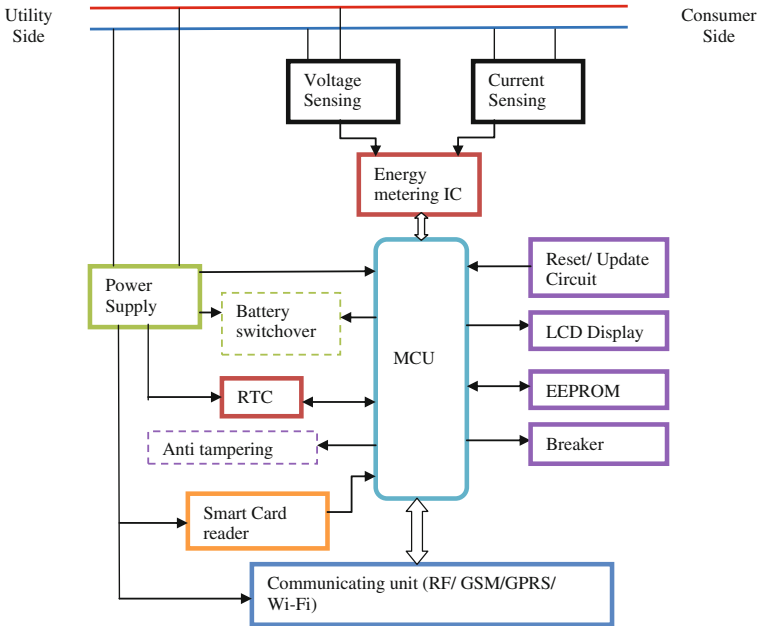 Utility
Side
Consumer
Side
Voltage
Sensing
Current
Sensing
Energy
metering IC
Power
Supply
Battery
switchover
RTC
Anti tampering
Smart Card
reader
MCU
Reset/ Update
Circuit
LCD Display
EEPROM
Breaker
Communicating unit (RF/ GSM/GPRS/
Wi-Fi)